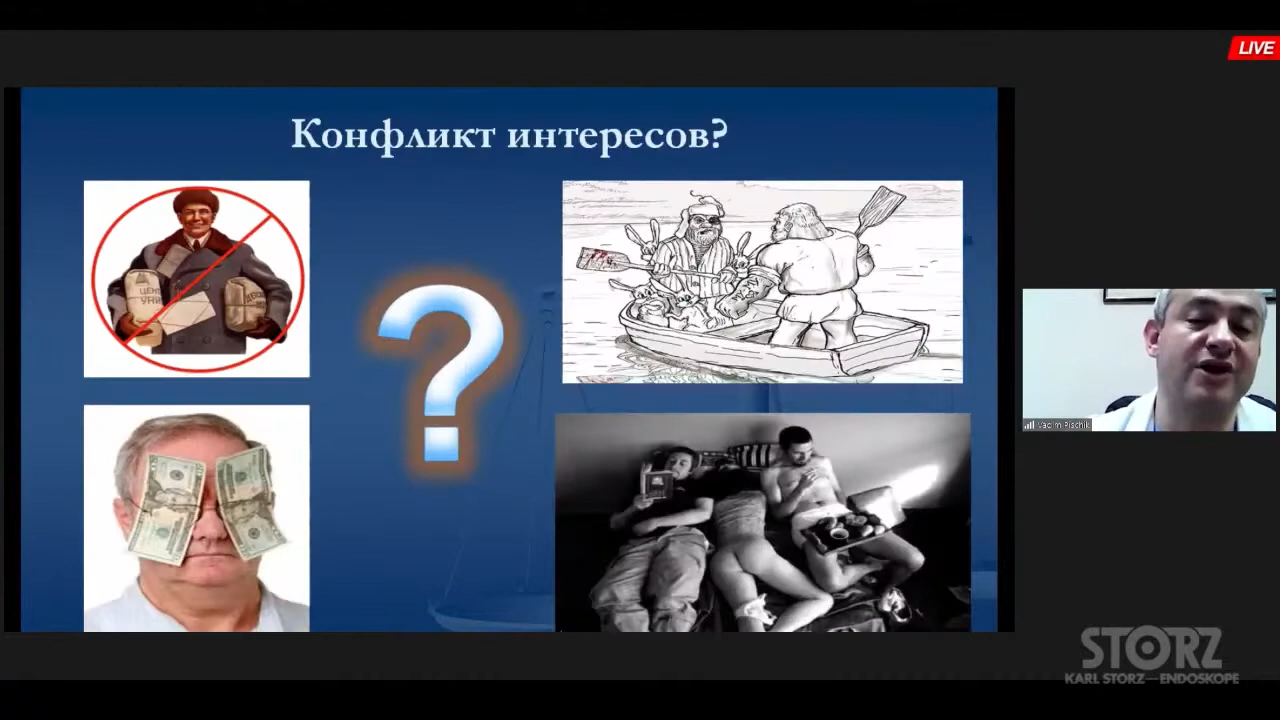 LIVE
Конфликт интересов?
Vadim Pischik
STORZ
KARL STORZ—ENDOSKOPE